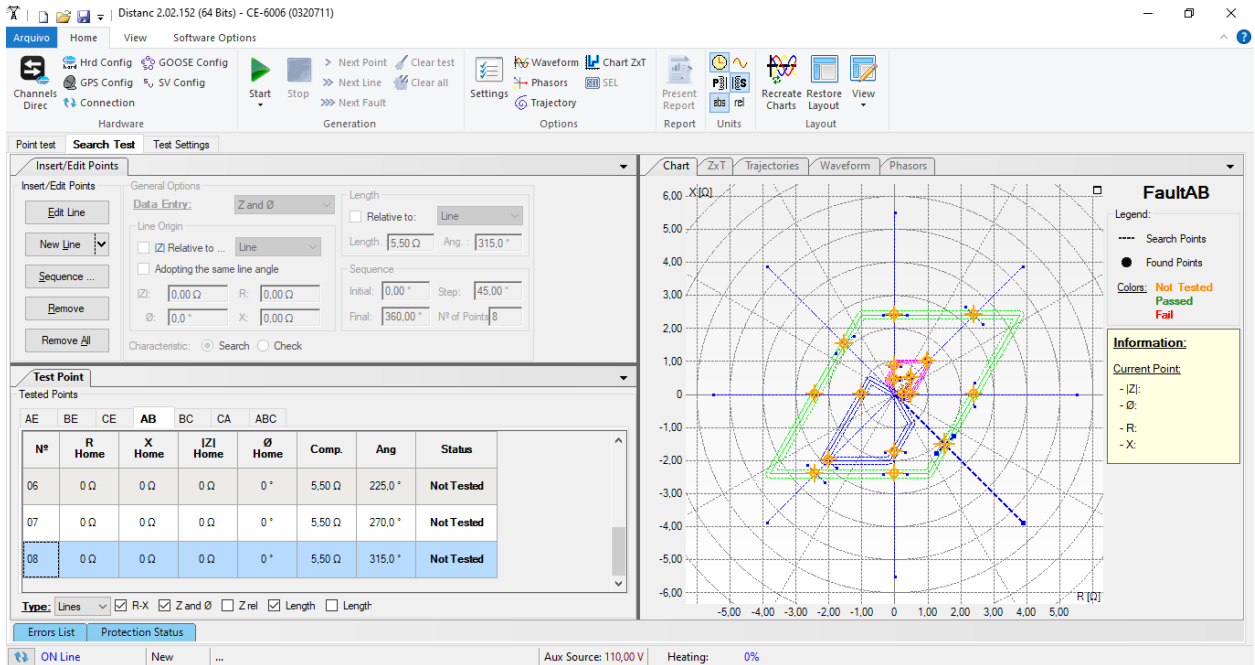 Distanc 2.02.152 (64 Bits) - CE-6006 (0320711)
Arquivo Home View Software Options
Channels Direc
Hrd Config GOOSE Config
GPS Config SV Config
Connection
Hardware
Start Stop
Next Point Clear test
Next Line Clear all
Next Fault
Generation
Settings
Waveform Chart ZxT
Phasors SEL
Trajectory
Options
Present Report
Report
abs rel
Units
Recreate Charts Restore Layout View
Layout
Point test Search Test Test Settings
Insert/Edit Points
Insert/Edit Points
Edit Line
New Line
Sequence ...
Remove
Remove All
General Options
Data Entry: Z and Ø
Line Origin
|Z| Relative to ... Line
Adopting the same line angle
|Z|: 0,00 Ω R: 0,00 Ω
Ø: 0,0 ° X: 0,00 Ω
Characteristic: Search Check
Length
Relative to: Line
Length. : 5,50 Ω Ang. : 315,0 °
Sequence
Initial: 0,00 ° Step: 45,00 °
Final: 360,00 ° Nº of Points 8
Test Point
Tested Points
AE BE CE AB BC CA ABC
Nº R Home X Home |Z| Home Ø Home Comp. Ang Status
06 0 Ω 0 Ω 0 Ω 0 ° 5,50 Ω 225,0 ° Not Tested
07 0 Ω 0 Ω 0 Ω 0 ° 5,50 Ω 270,0 ° Not Tested
08 0 Ω 0 Ω 0 Ω 0 ° 5,50 Ω 315,0 ° Not Tested
Type: Lines R-X Z and Ø Z rel Length Length
Chart ZxT Trajectories Waveform Phasors
X [Ω]
6,00
5,00
4,00
3,00
2,00
1,00
0
-1,00
-2,00
-3,00
-4,00
-5,00
-6,00
R [Ω]
-5,00 -4,00 -3,00 -2,00 -1,00 0 1,00 2,00 3,00 4,00 5,00
FaultAB
Legend:
Search Points
Found Points
Colors: Not Tested
Passed
Fail
Information:
Current Point:
- |Z|:
- Ø:
- R:
- X:
Errors List Protection Status
ON Line New ... Aux Source: 110,00 V Heating: 0%